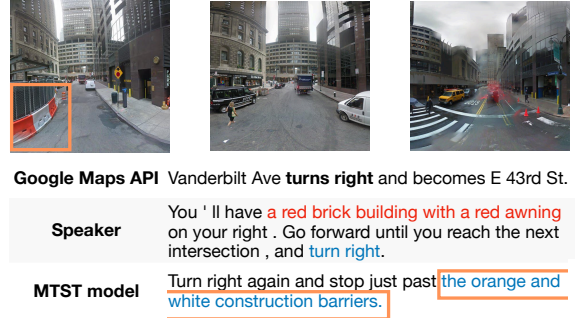 Google Maps API Vanderbilt Ave turns right and becomes E 43rd St.
You ' ll have a red brick building with a red awning
Speaker on your right . Go forward until you reach the next
intersection , and turn right.
MTST model Turn right again and stop just past the orange and
white construction barriers.